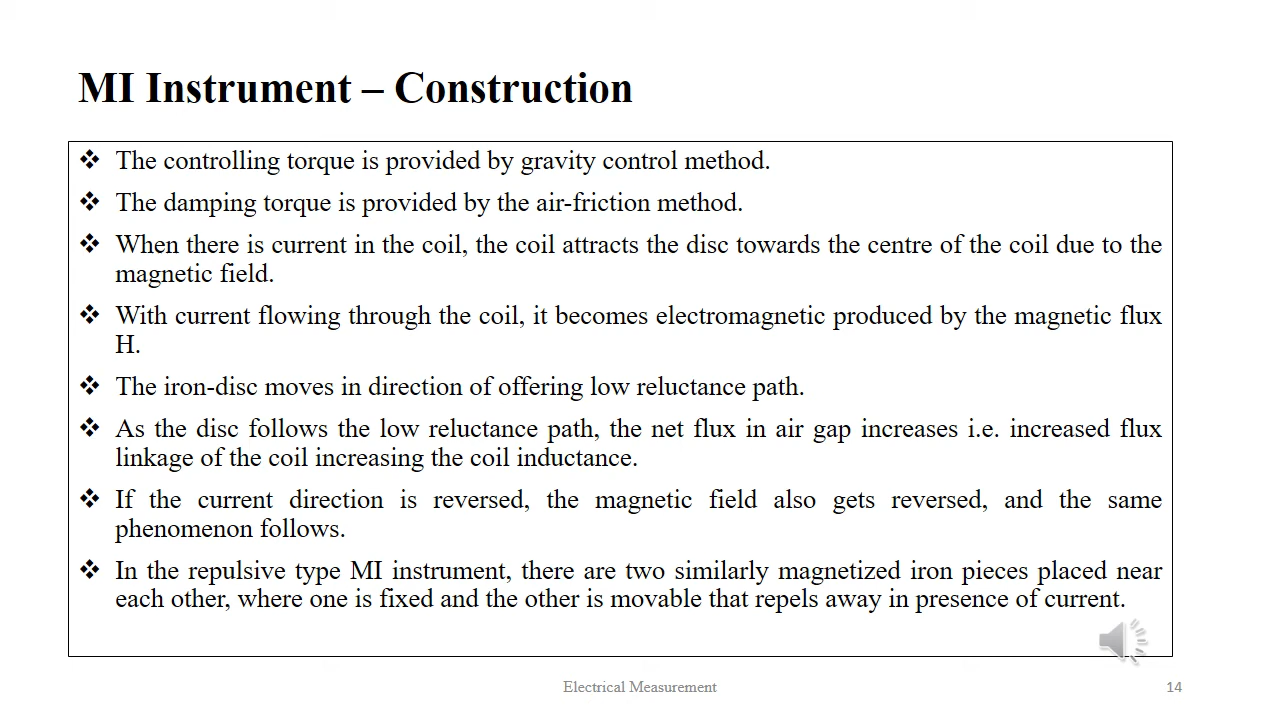 MI Instrument – Construction
❖ The controlling torque is provided by gravity control method.
❖ The damping torque is provided by the air-friction method.
❖ When there is current in the coil, the coil attracts the disc towards the centre of the coil due to the
magnetic field.
❖ With current flowing through the coil, it becomes electromagnetic produced by the magnetic flux
H.
❖ The iron-disc moves in direction of offering low reluctance path.
❖ As the disc follows the low reluctance path, the net flux in air gap increases i.e. increased flux
linkage of the coil increasing the coil inductance.
❖ If the current direction is reversed, the magnetic field also gets reversed, and the same
phenomenon follows.
❖ In the repulsive type MI instrument, there are two similarly magnetized iron pieces placed near
each other, where one is fixed and the other is movable that repels away in presence of current.
Electrical Measurement
14